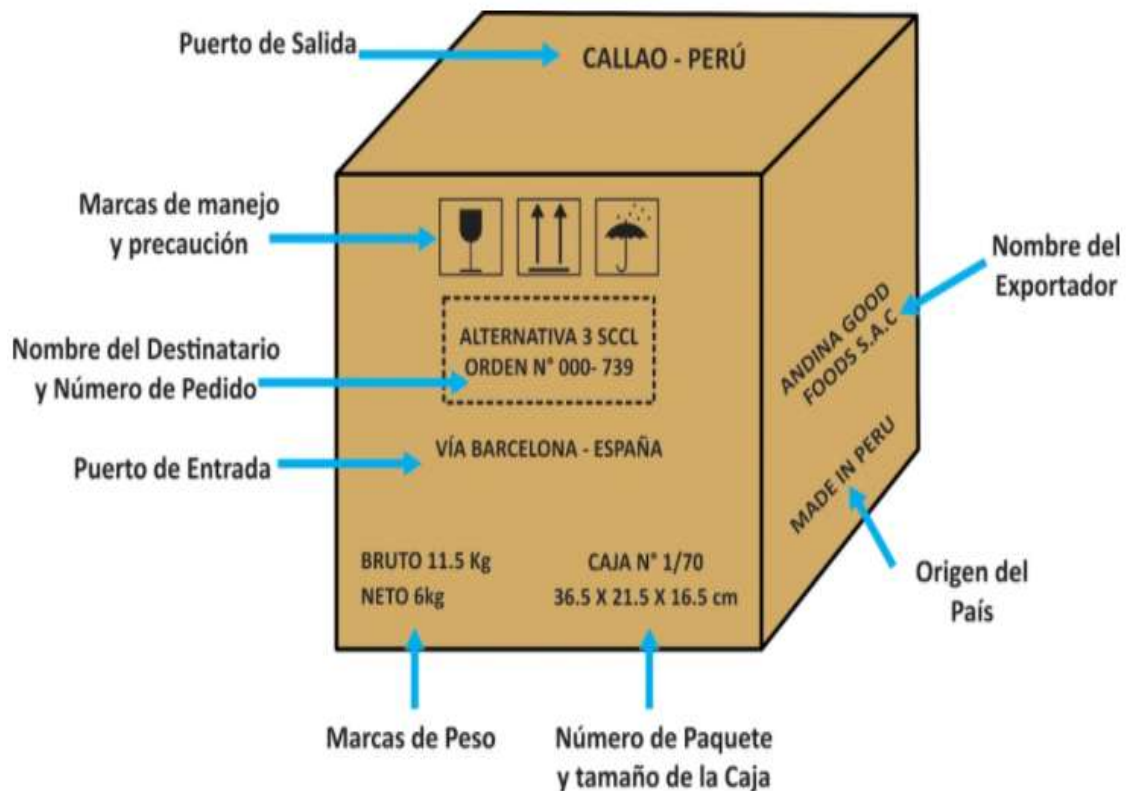 Puerto de Salida
CALLAO - PERÚ
Marcas de manejo
y precaución
Nombre del
Exportador
ANDINA GOOD
FOODS S.A.C
Nombre del Destinatario
y Número de Pedido
ALTERNATIVA 3 SCCL
ORDEN N° 000- 739
Puerto de Entrada
VÍA BARCELONA - ESPAÑA
MADE IN PERU
Origen del
País
BRUTO 11.5 Kg
NETO 6kg
CAJA N° 1/70
36.5 X 21.5 X 16.5 cm
Marcas de Peso
Número de Paquete
y tamaño de la Caja